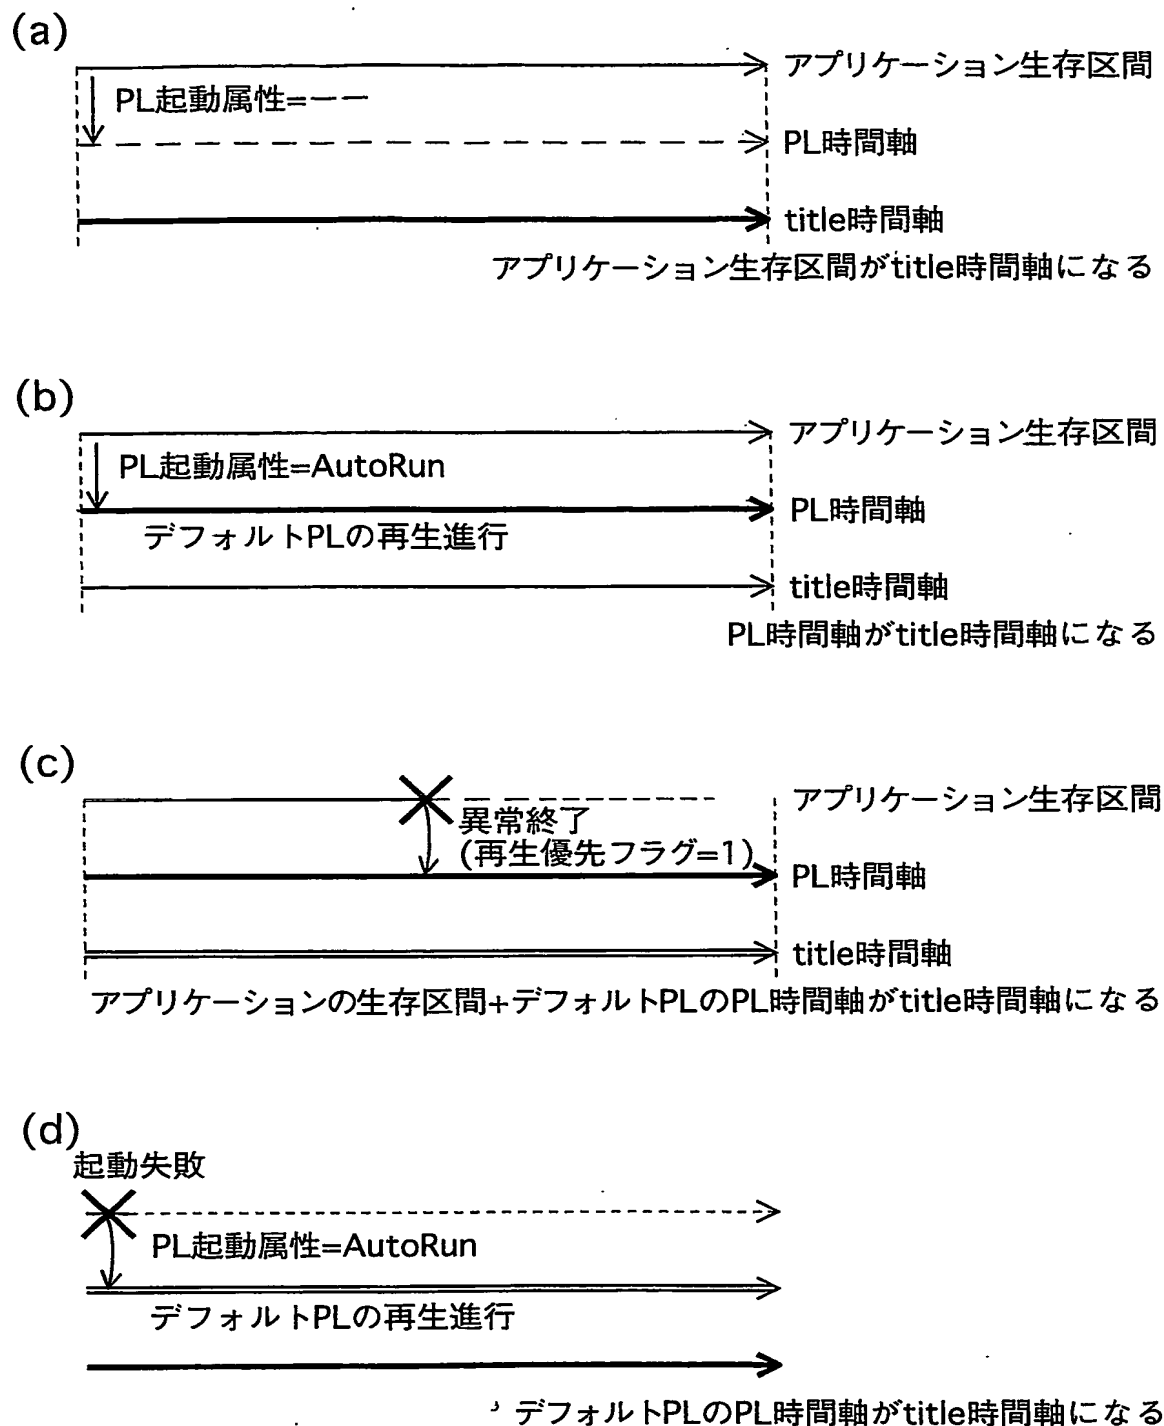 (a)
アプリケーション生存区間
PL起動属性=ーー
PL時間軸
title時間軸
アプリケーション生存区間がtitle時間軸になる
(b)
アプリケーション生存区間
PL起動属性=AutoRun
PL時間軸
デフォルトPLの再生進行
title時間軸
PL時間軸がtitle時間軸になる
(c)
アプリケーション生存区間
異常終了
(再生優先フラグ=1)
PL時間軸
title時間軸
アプリケーションの生存区間+デフォルトPLのPL時間軸がtitle時間軸になる
(d)
起動失敗
PL起動属性=AutoRun
デフォルトPLの再生進行
デフォルトPLのPL時間軸がtitle時間軸になる